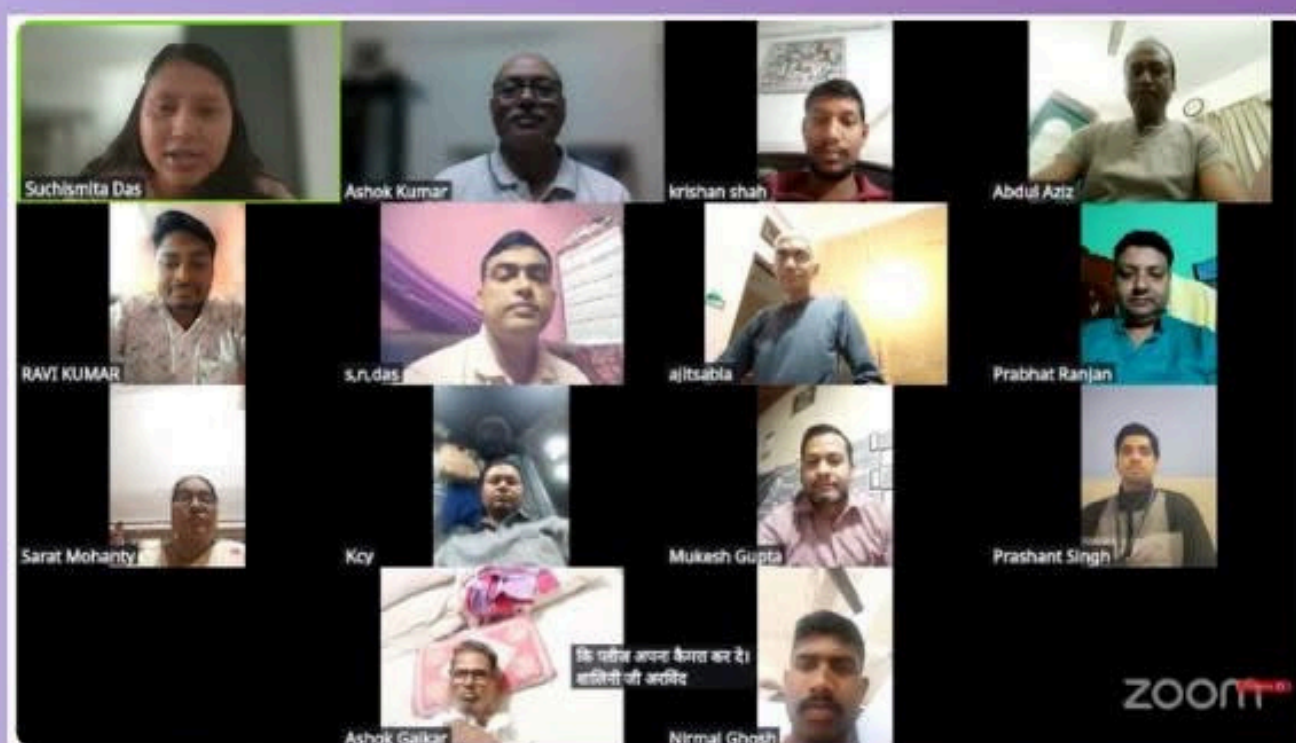 Suchismita Das
Ashok Kumar
krishan shah
Abdul Aziz
RAVI KUMAR
s,n,das
ajitsabla
Prabhat Ranjan
Sarat Mohanty
Kcy
Mukesh Gupta
Prashant Singh
कि प्लीज अपना कैमरा कर दे।
शालिनी जी अरविंद
Ashok Gaikar
Nirmal Ghosh
zoom